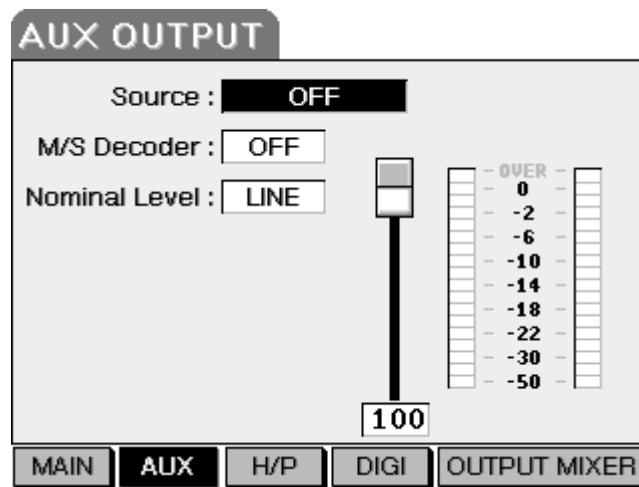 AUX OUTPUT
Source : OFF
M/S Decoder : OFF
Nominal Level : LINE
OVER
0
-2
-6
-10
-14
-18
-22
-30
-50
100
MAIN AUX H/P DIGI OUTPUT MIXER